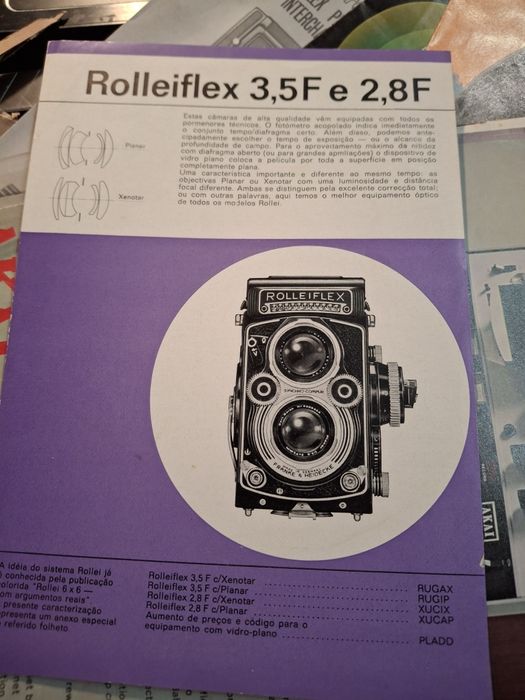 INTERCH
Rolleiflex 3,5F e 2,8F
Estas câmaras de alta qualidade vêm equipadas com todos os
pormenores técnicos. O fotómetro acoplado indica imediatamente
o conjunto tempo/diafragma certo. Além disso, podemos ante-
cipadamente escolher o tempo de exposição — ou o alcance da
profundidade de campo. Para o aproveitamento máximo da nitidez
com diafragma aberto (ou para grandes ampliações) o dispositivo de
vidro plano coloca a película por toda a superfície em posição
completamente plana.
Uma característica importante e diferente ao mesmo tempo: as
objectivas Planar ou Xenotar com uma luminosidade e distância
focal diferente. Ambas se distinguem pela excelente correcção total;
ou com outras palavras, aqui temos o melhor equipamento óptico
de todos os modelos Rollei.
Planar
Xenotar
ROLLEIFLEX
SYNCHRO-COMPUR
FRANKE & HEIDECKE
AKAI
A idéia do sistema Rollei já
é conhecida pela publicação
colorida "Rollei 6 x 6 —
om argumentos reais".
presente caracterização
epresenta um anexo especial
referido folheto.
Rolleiflex 3,5 F c/Xenotar RUGAX
Rolleiflex 3,5 F c/Planar RUGIP
Rolleiflex 2,8 F c/Xenotar XUCIX
Rolleiflex 2,8 F c/Planar XUCAP
Aumento de preços e código para o
equipamento com vidro-plano PLADD